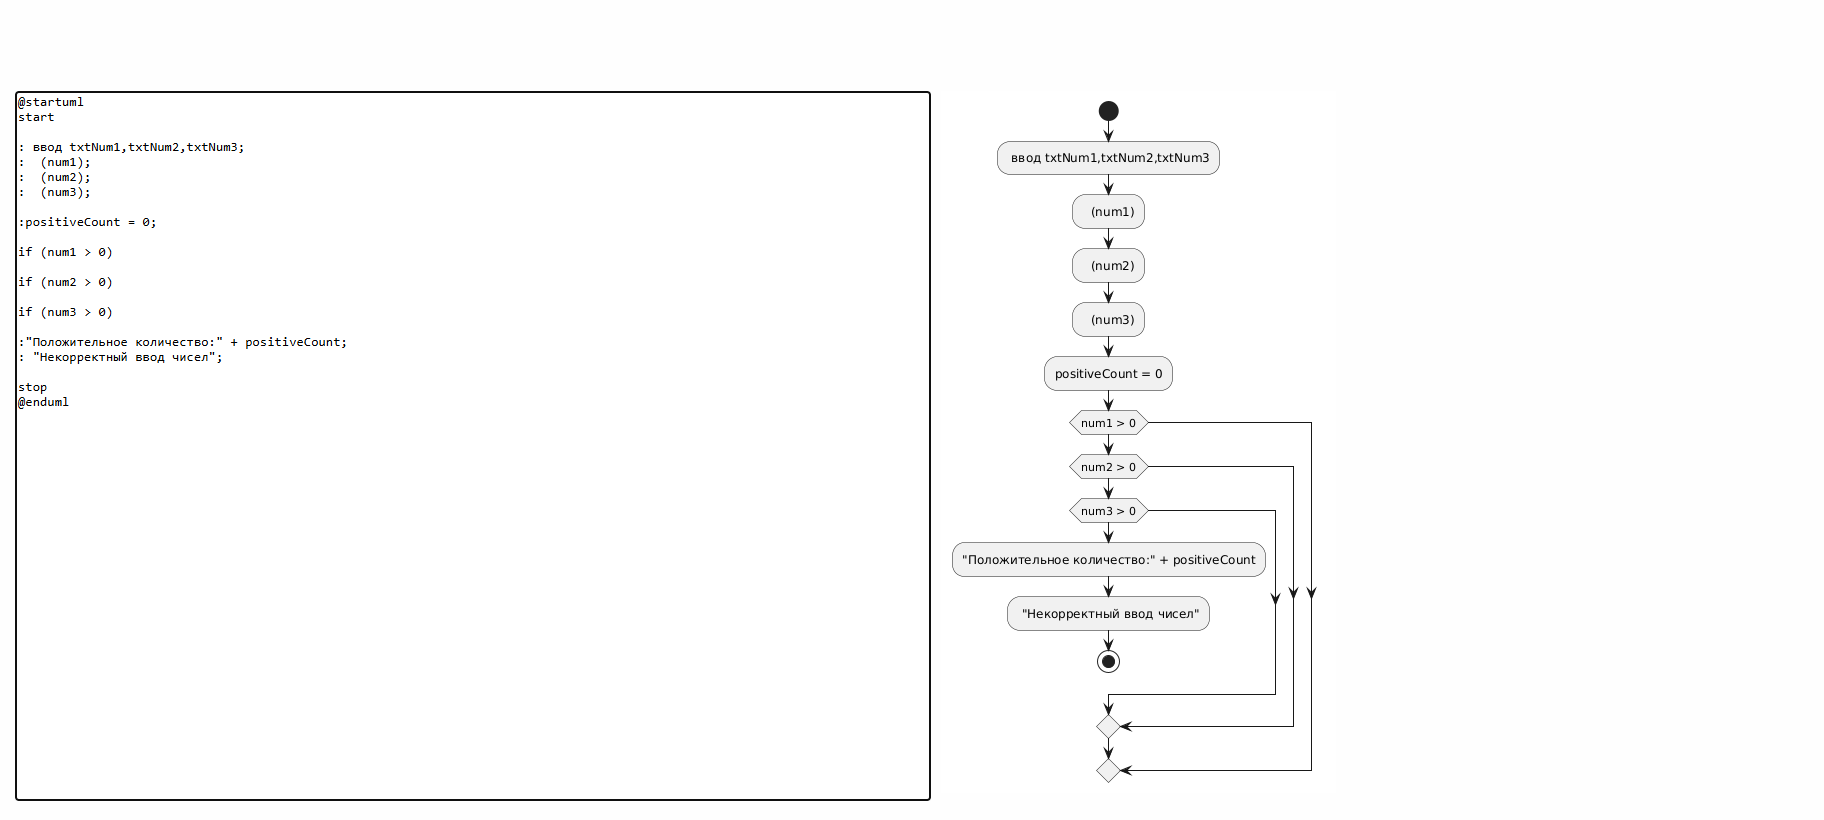 @startuml
start
: ввод txtNum1,txtNum2,txtNum3;
:  (num1);
:  (num2);
:  (num3);
:positiveCount = 0;
if (num1 > 0)
if (num2 > 0)
if (num3 > 0)
:"Положительное количество:" + positiveCount;
: "Некорректный ввод чисел";
stop
@enduml
ввод txtNum1,txtNum2,txtNum3
(num1)
(num2)
(num3)
positiveCount = 0
num1 > 0
num2 > 0
num3 > 0
"Положительное количество:" + positiveCount
"Некорректный ввод чисел"